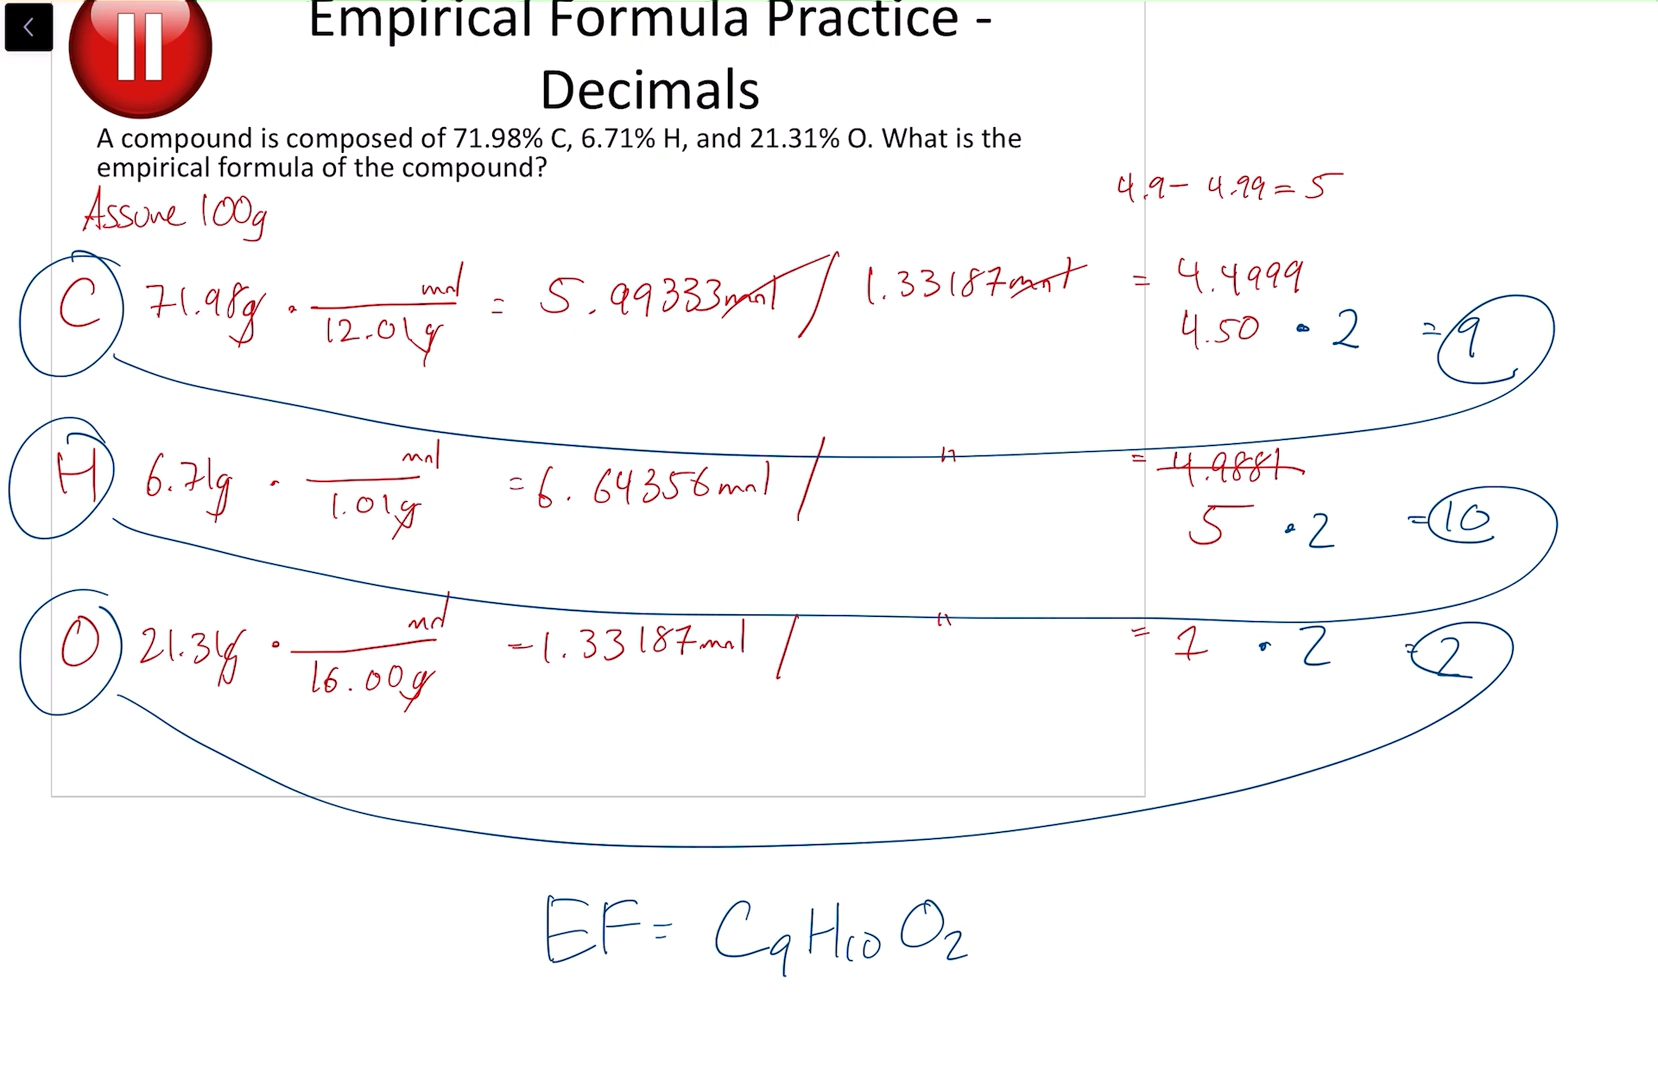 Empirical Formula Practice -
Decimals
A compound is composed of 71.98% C, 6.71% H, and 21.31% O. What is the
empirical formula of the compound?
4.9 - 4.99 = 5
Assume 100g
C 71.98g · mol / 12.01g = 5.99333mol / 1.33187mol = 4.4999
4.50 · 2 = 9
H 6.71g · mol / 1.01g = 6.64356mol / " = 4.9881
5 · 2 = 10
O 21.31g · mol / 16.00g = 1.33187mol / " = 1 · 2 = 2
EF = C9H10O2